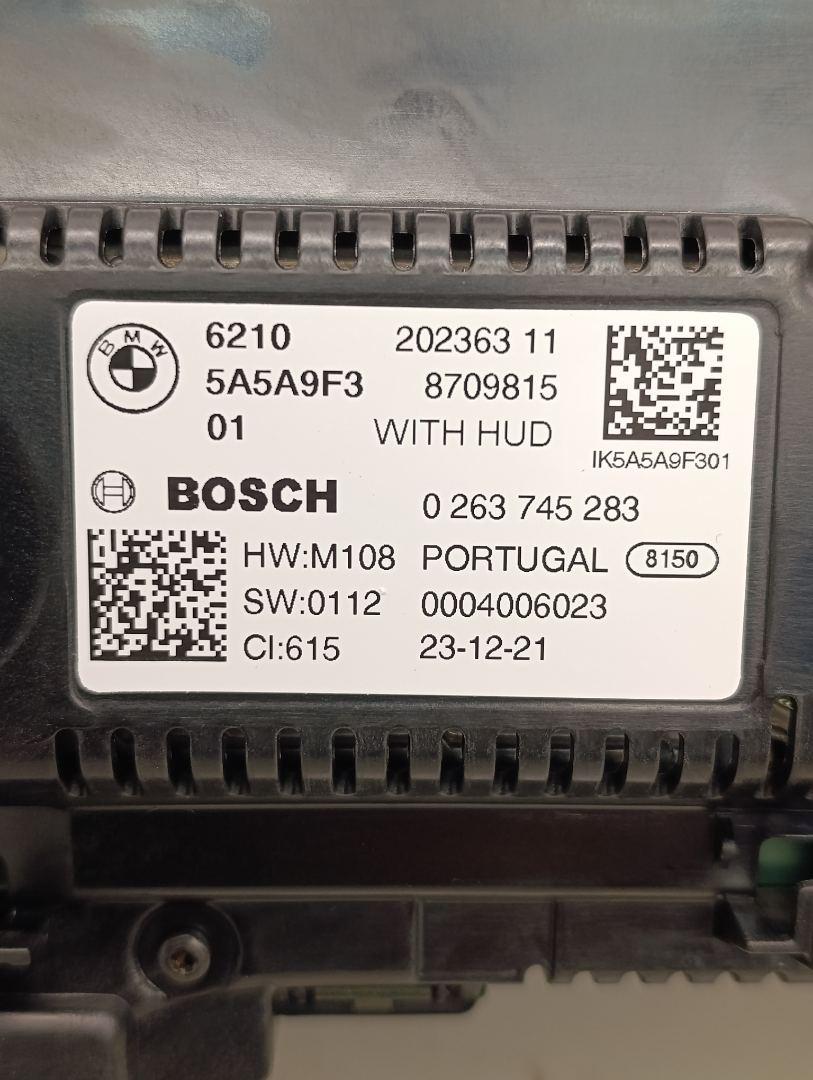 BMW
6210 202363 11
5A5A9F3 8709815
01 WITH HUD
IK5A5A9F301
BOSCH 0 263 745 283
HW:M108 PORTUGAL 8150
SW:0112 0004006023
CI:615 23-12-21